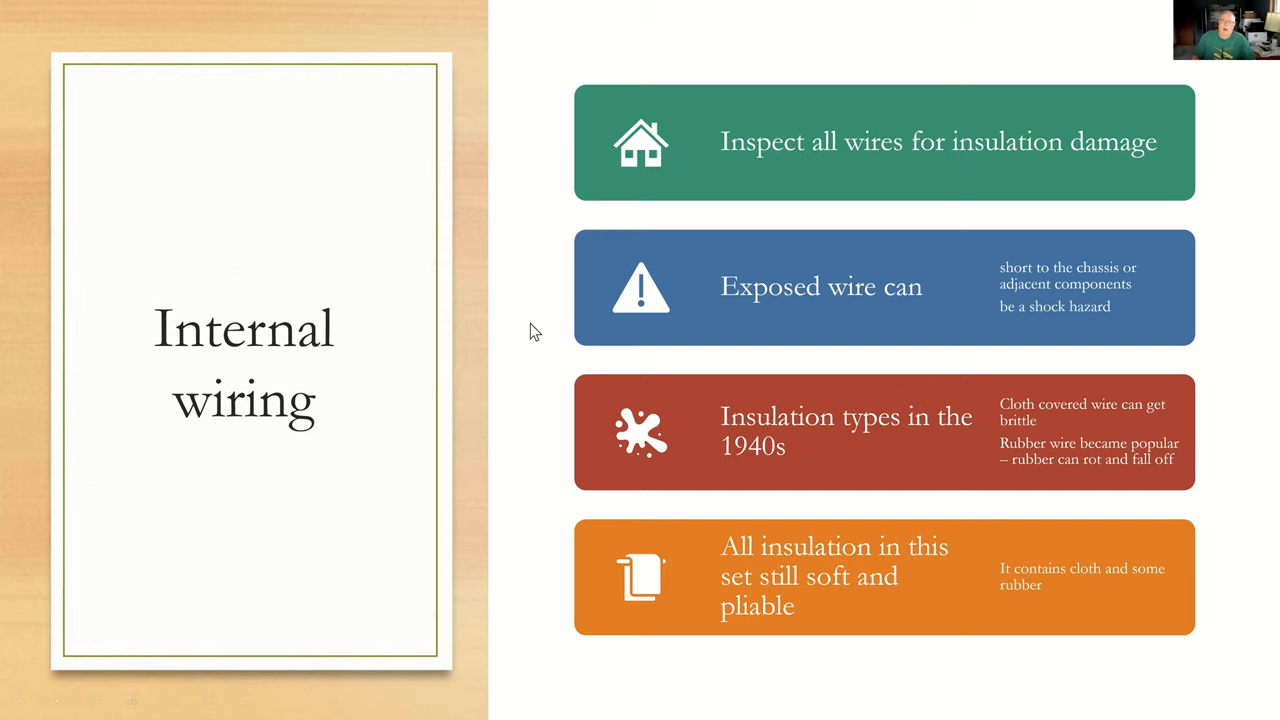 Internal
wiring
Inspect all wires for insulation damage
Exposed wire can
short to the chassis or
adjacent components
be a shock hazard
Insulation types in the
1940s
Cloth covered wire can get
brittle
Rubber wire became popular
– rubber can rot and fall off
All insulation in this
set still soft and
pliable
It contains cloth and some
rubber